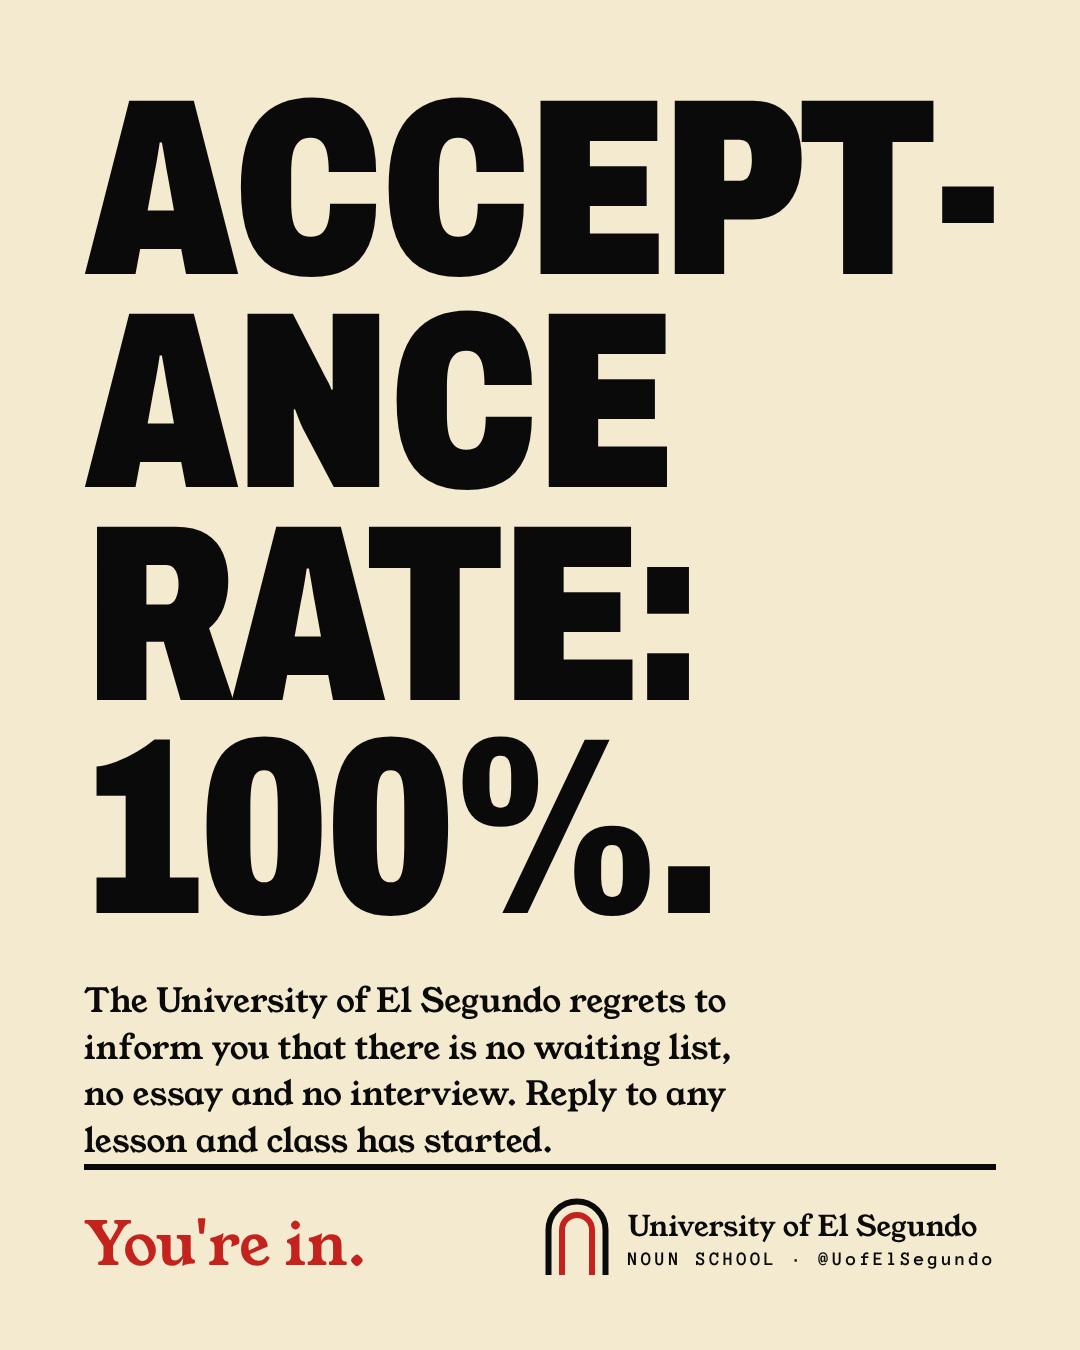 ACCEPT-
ANCE
RATE:
100%.
The University of El Segundo regrets to
inform you that there is no waiting list,
no essay and no interview. Reply to any
lesson and class has started.
You're in.
University of El Segundo
NOUN SCHOOL · @UofElSegundo